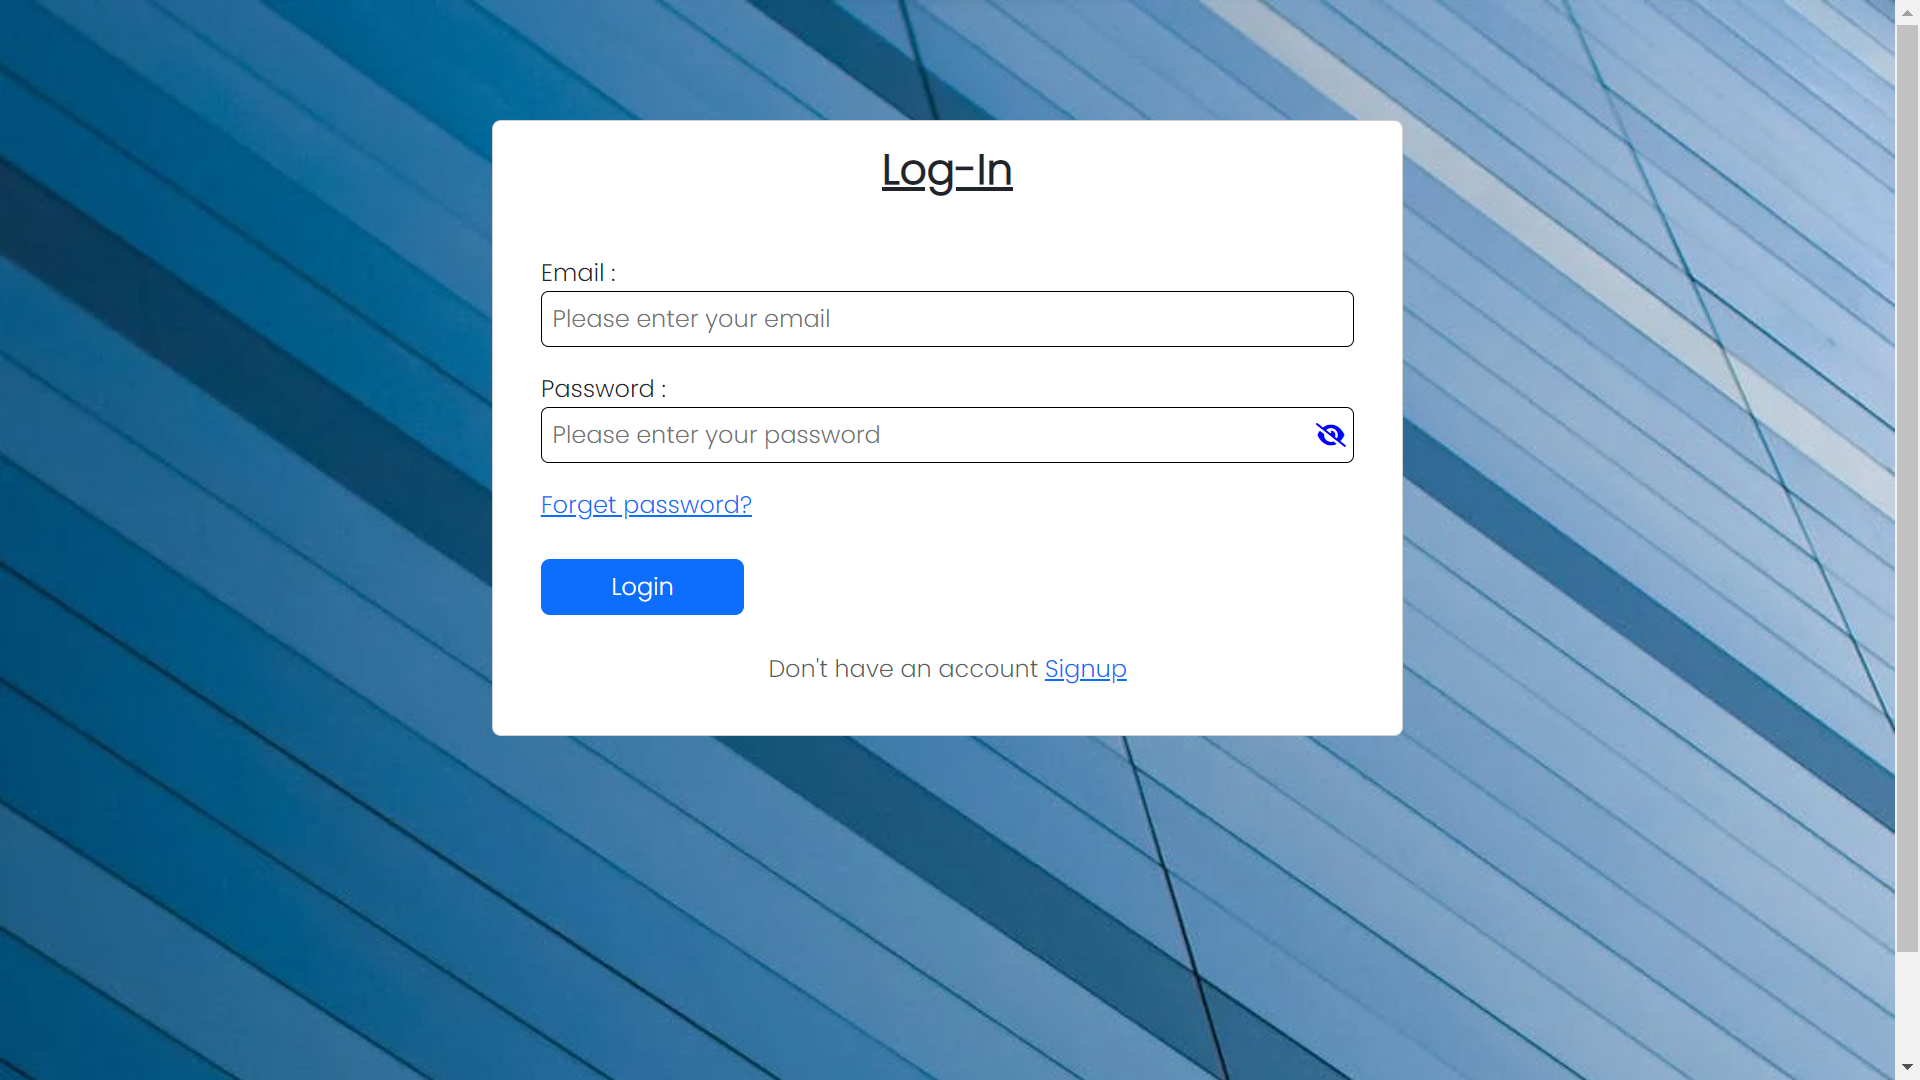 Log-In
Email :
Please enter your email
Password :
Please enter your password
Forget password?
Login
Don't have an account Signup